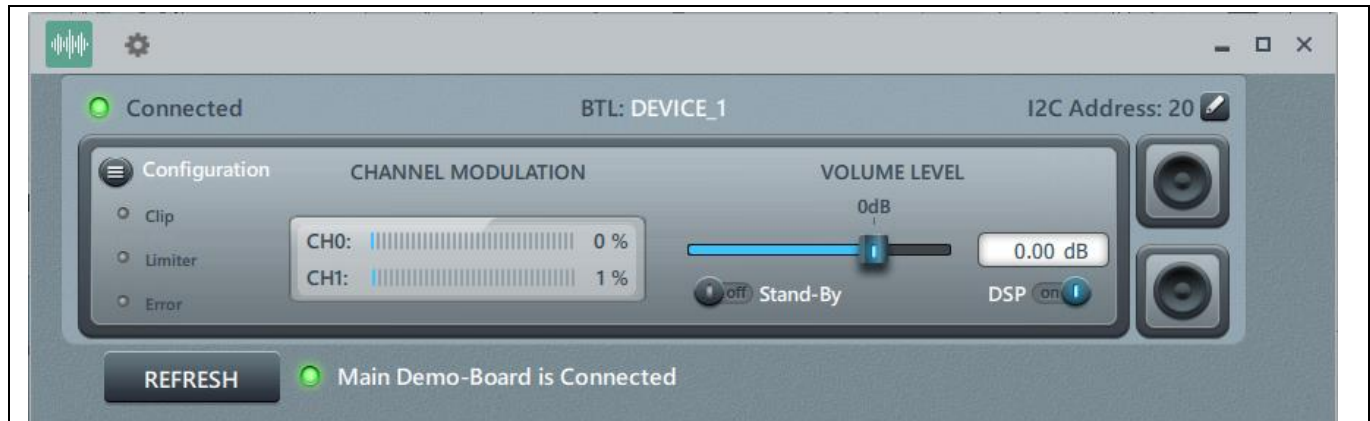 Connected
BTL: DEVICE_1
I2C Address: 20
Configuration
Clip
Limiter
Error
CHANNEL MODULATION
CH0: 0 %
CH1: 1 %
VOLUME LEVEL
0dB
0.00 dB
off Stand-By
DSP on
REFRESH
Main Demo-Board is Connected